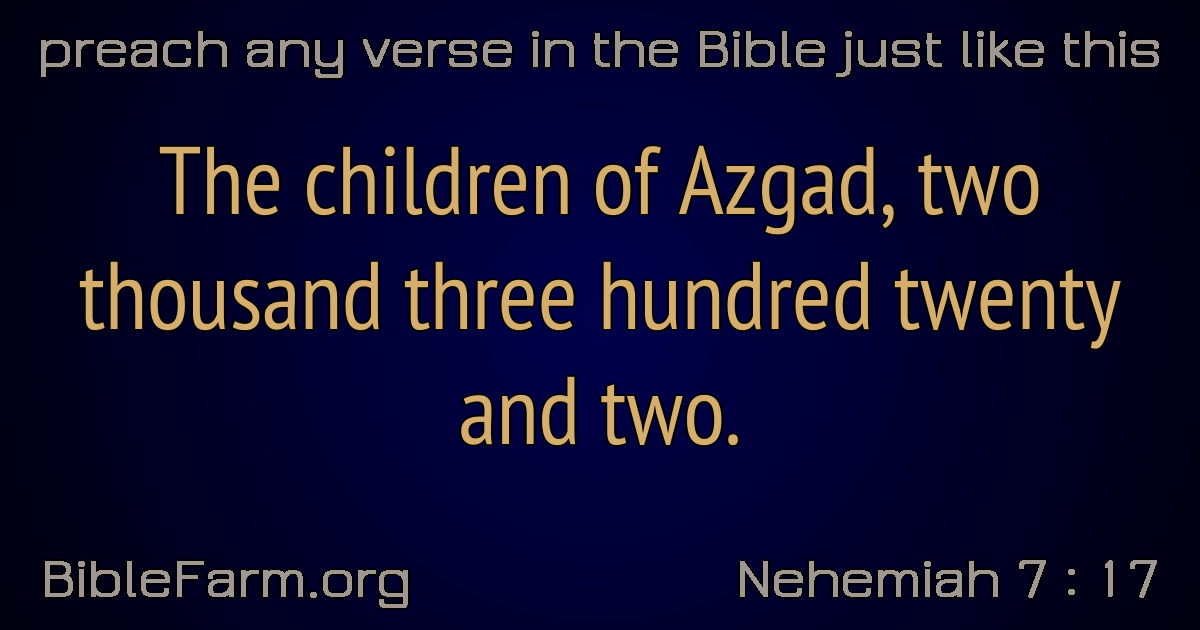 preach any verse in the Bible just like this
The children of Azgad, two
thousand three hundred twenty
and two.
BibleFarm.org
Nehemiah 7 : 17